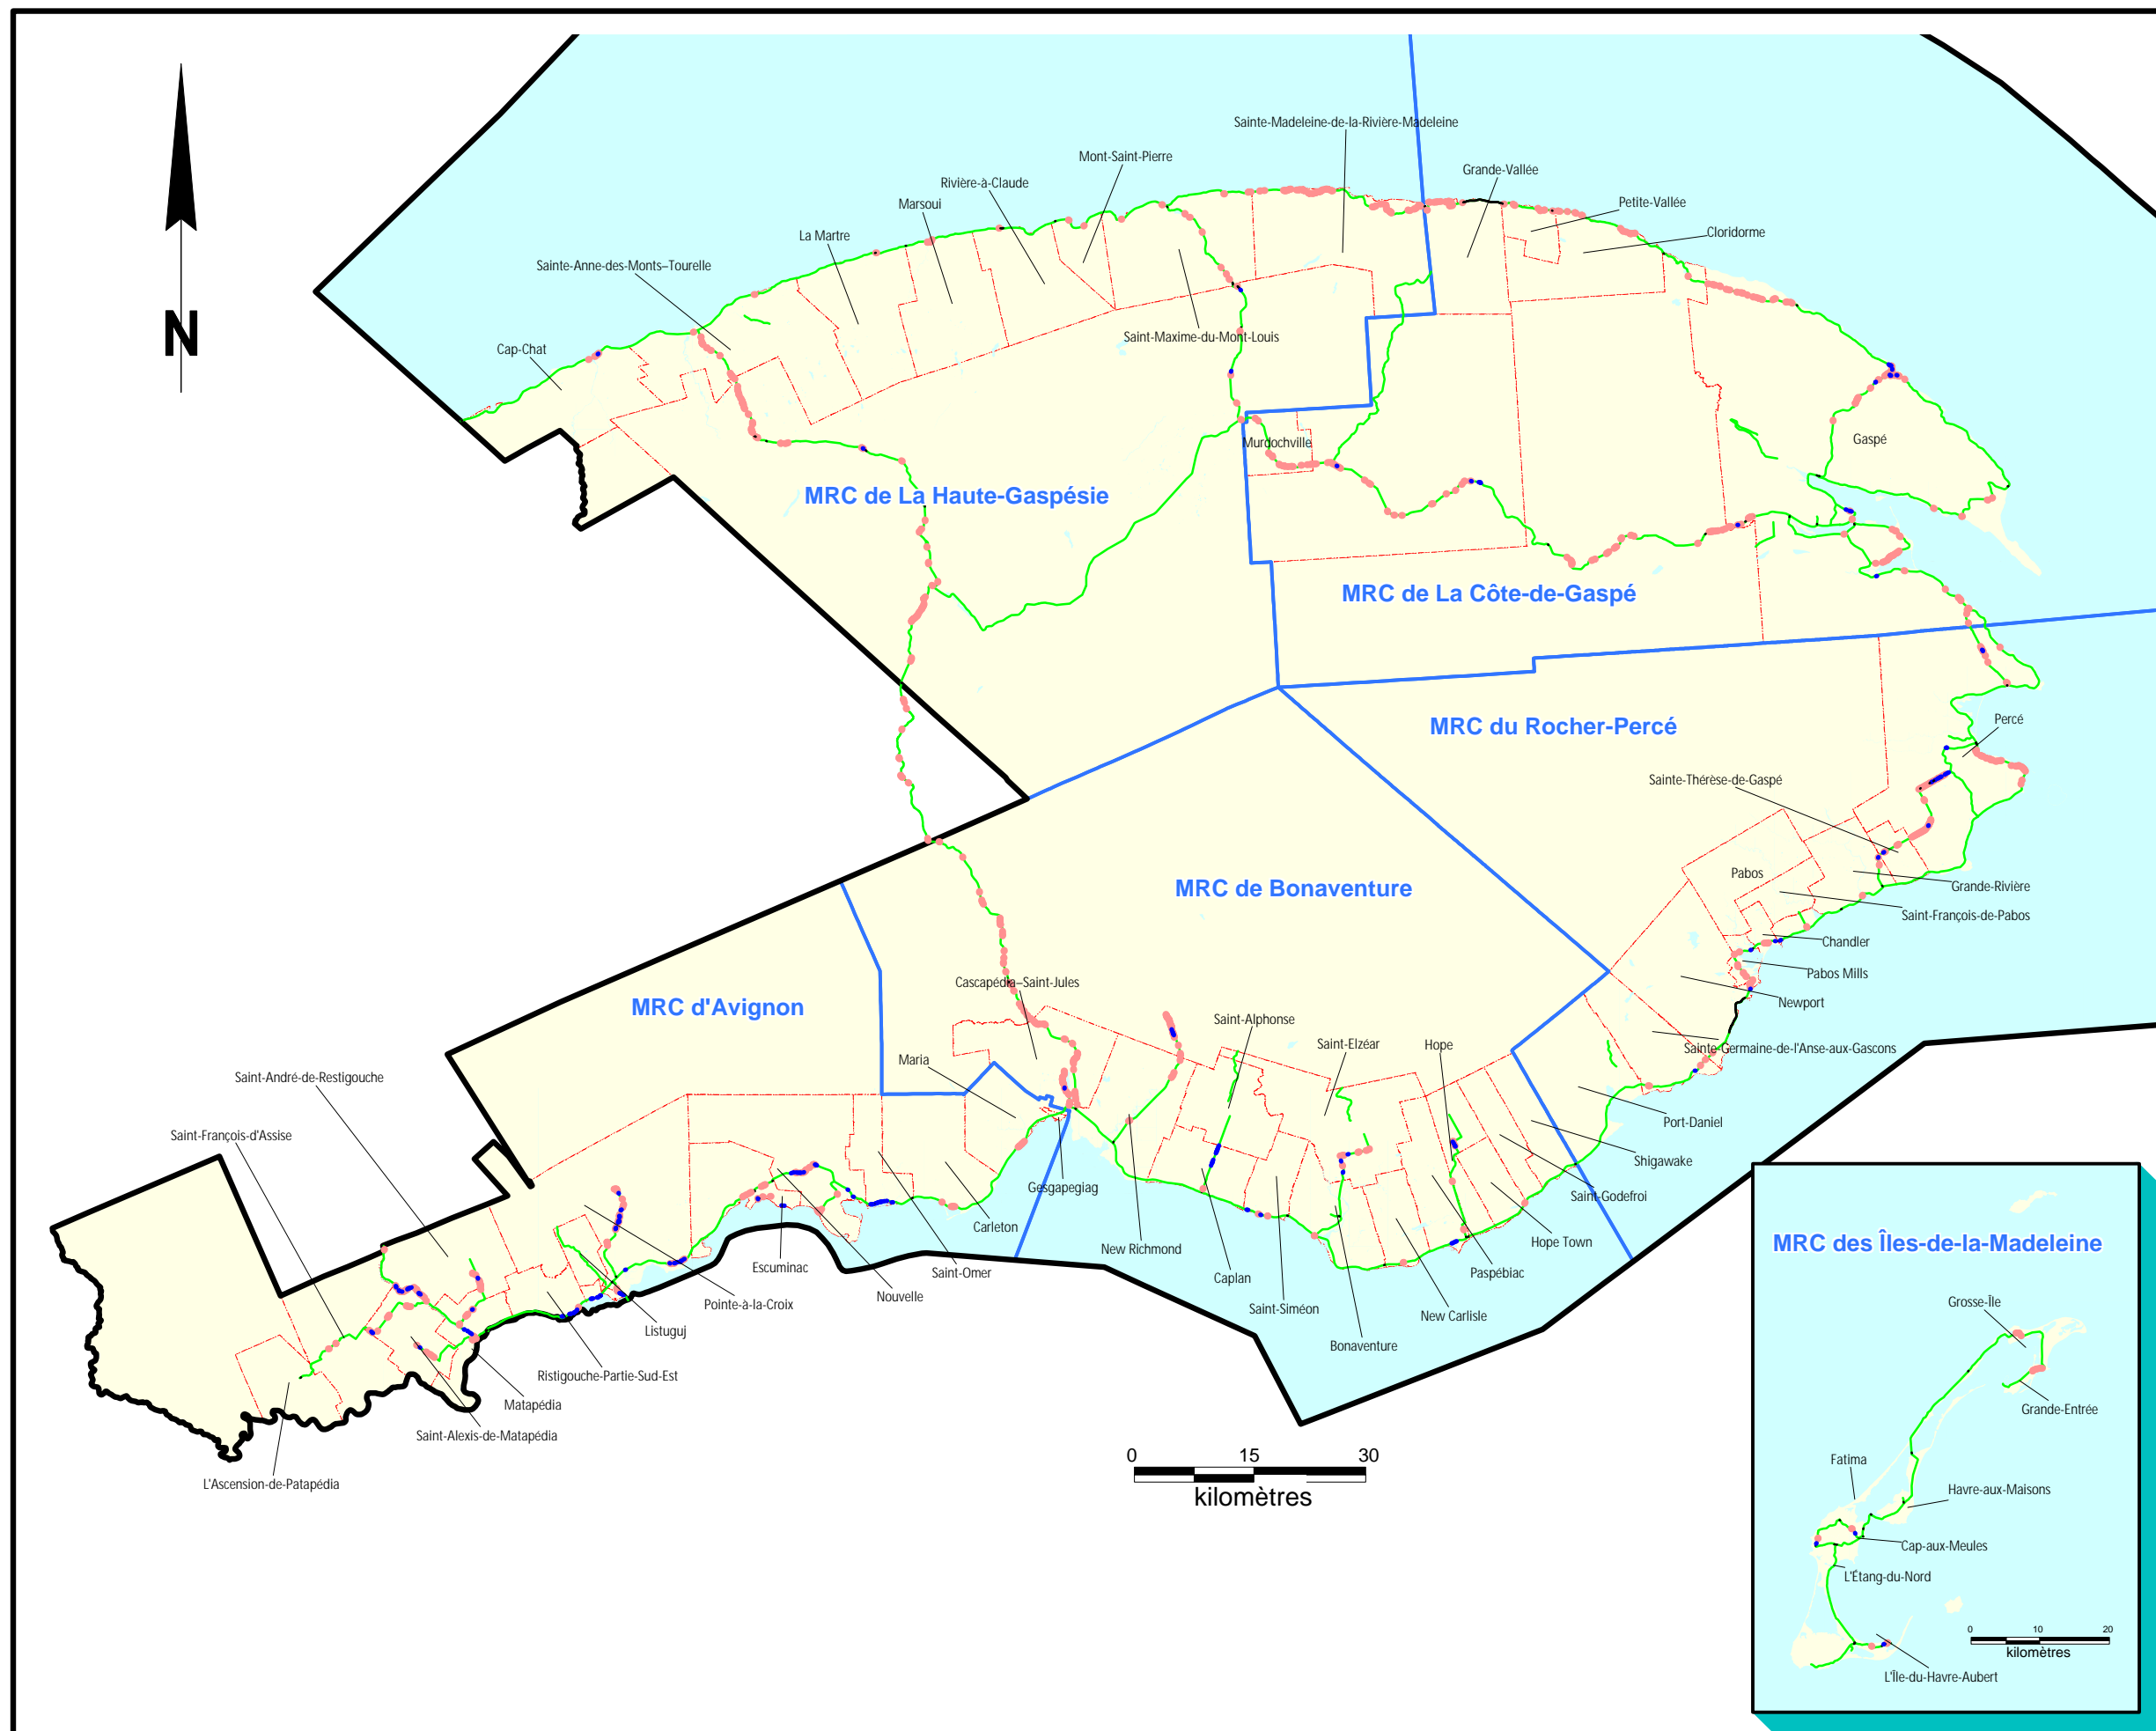 Sainte-Madeleine-de-la-Rivière-Madeleine
Mont-Saint-Pierre
Grande-Vallée
Rivière-à-Claude
Marsoui
Petite-Vallée
La Martre
Cloridorme
Sainte-Anne-des-Monts–Tourelle
N
Saint-Maxime-du-Mont-Louis
Cap-Chat
Murdochville
Gaspé
MRC de La Haute-Gaspésie
MRC de La Côte-de-Gaspé
MRC du Rocher-Percé
Percé
Sainte-Thérèse-de-Gaspé
Pabos
MRC de Bonaventure
Grande-Rivière
Saint-François-de-Pabos
Chandler
Pabos Mills
Cascapédia–Saint-Jules
Newport
MRC d'Avignon
Saint-Alphonse
Saint-Elzéar
Hope
Sainte-Germaine-de-l'Anse-aux-Gascons
Maria
Saint-André-de-Restigouche
Port-Daniel
Saint-François-d'Assise
Shigawake
Gesgapegiag
Saint-Godefroi
Carleton
Hope Town
MRC des Îles-de-la-Madeleine
New Richmond
Escuminac
Saint-Omer
Paspébiac
Caplan
Nouvelle
Pointe-à-la-Croix
Saint-Siméon
Grosse-Île
New Carlisle
Listuguj
Bonaventure
Ristigouche-Partie-Sud-Est
Matapédia
Grande-Entrée
Saint-Alexis-de-Matapédia
0 15 30
kilomètres
Fatima
L'Ascension-de-Patapédia
Havre-aux-Maisons
Cap-aux-Meules
L'Étang-du-Nord
0 10 20
kilomètres
L'Île-du-Havre-Aubert